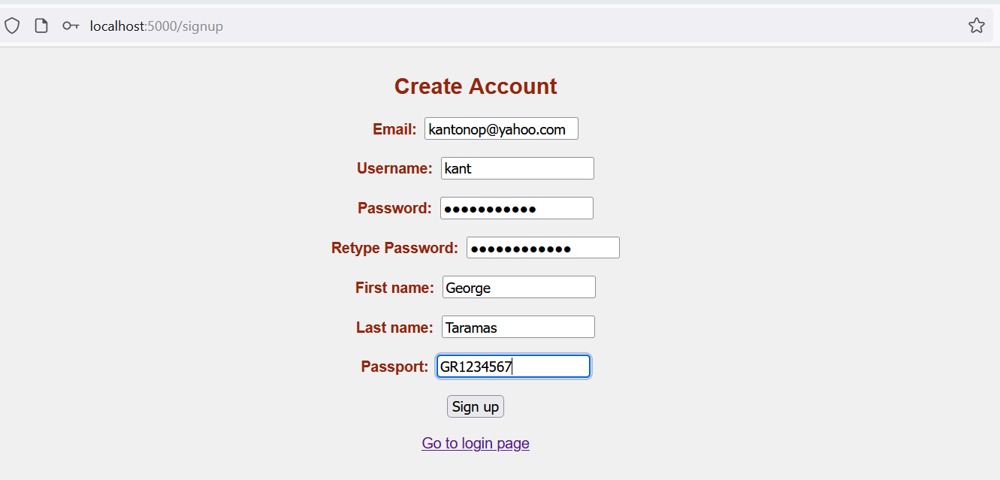 localhost:5000/signup
Create Account
Email: kantonop@yahoo.com
Username: kant
Password: ●●●●●●●●●●●
Retype Password: ●●●●●●●●●●●●
First name: George
Last name: Taramas
Passport: GR1234567
Sign up
Go to login page